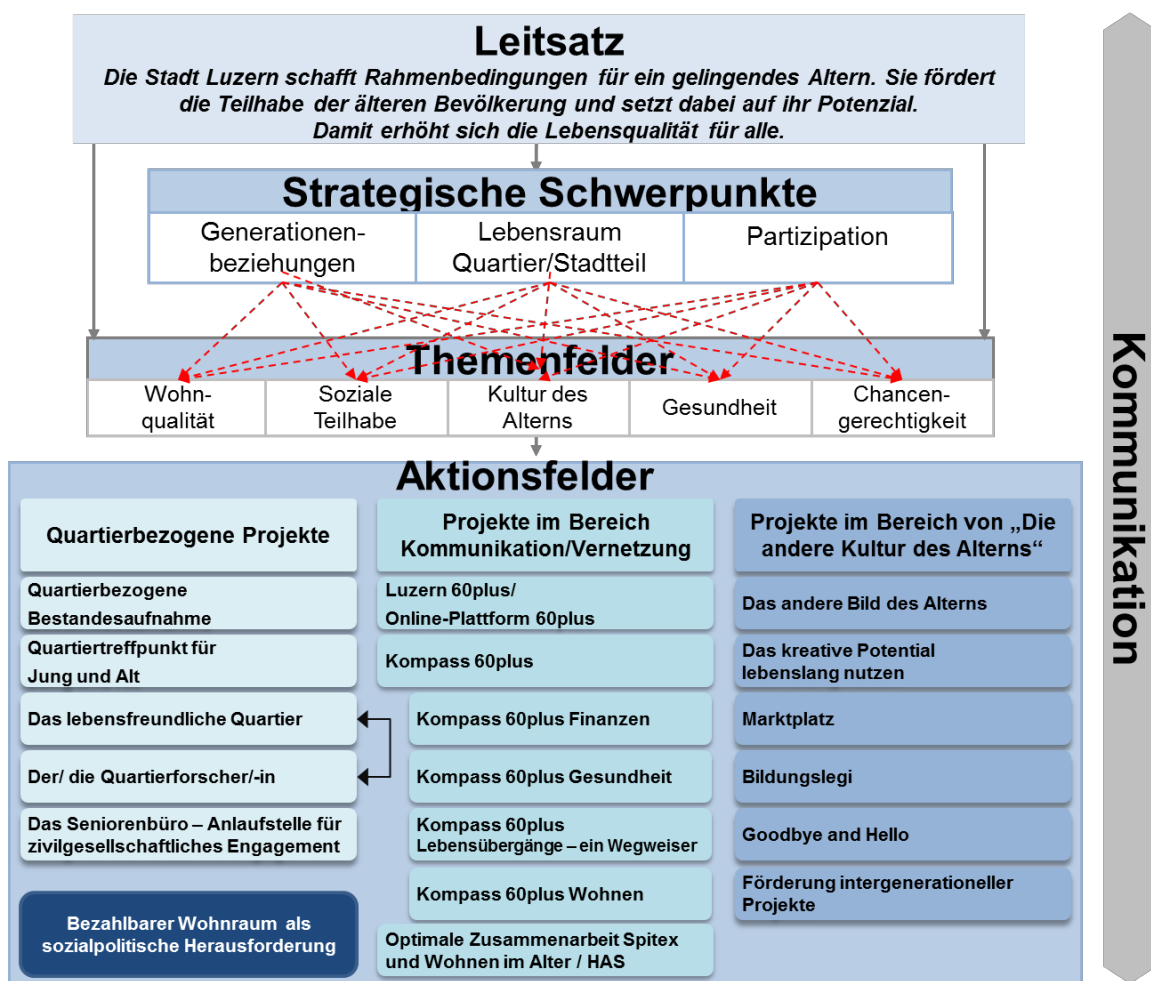 Leitsatz
Die Stadt Luzern schafft Rahmenbedingungen für ein gelingendes Altern. Sie fördert
die Teilhabe der älteren Bevölkerung und setzt dabei auf ihr Potenzial.
Damit erhöht sich die Lebensqualität für alle.
Strategische Schwerpunkte
Generationen-
beziehungen
Lebensraum
Quartier/Stadtteil
Partizipation
Themenfelder
Wohn-
qualität
Soziale
Teilhabe
Kultur des
Alterns
Gesundheit
Chancen-
gerechtigkeit
Aktionsfelder
Quartierbezogene Projekte
Quartierbezogene
Bestandesaufnahme
Quartiertreffpunkt für
Jung und Alt
Das lebensfreundliche Quartier
Der/ die Quartierforscher/-in
Das Seniorenbüro – Anlaufstelle für
zivilgesellschaftliches Engagement
Bezahlbarer Wohnraum als
sozialpolitische Herausforderung
Projekte im Bereich
Kommunikation/Vernetzung
Luzern 60plus/
Online-Plattform 60plus
Kompass 60plus
Kompass 60plus Finanzen
Kompass 60plus Gesundheit
Kompass 60plus
Lebensübergänge – ein Wegweiser
Kompass 60plus Wohnen
Optimale Zusammenarbeit Spitex
und Wohnen im Alter / HAS
Projekte im Bereich von „Die
andere Kultur des Alterns“
Das andere Bild des Alterns
Das kreative Potential
lebenslang nutzen
Marktplatz
Bildungslegi
Goodbye and Hello
Förderung intergenerationeller
Projekte
Kommunikation